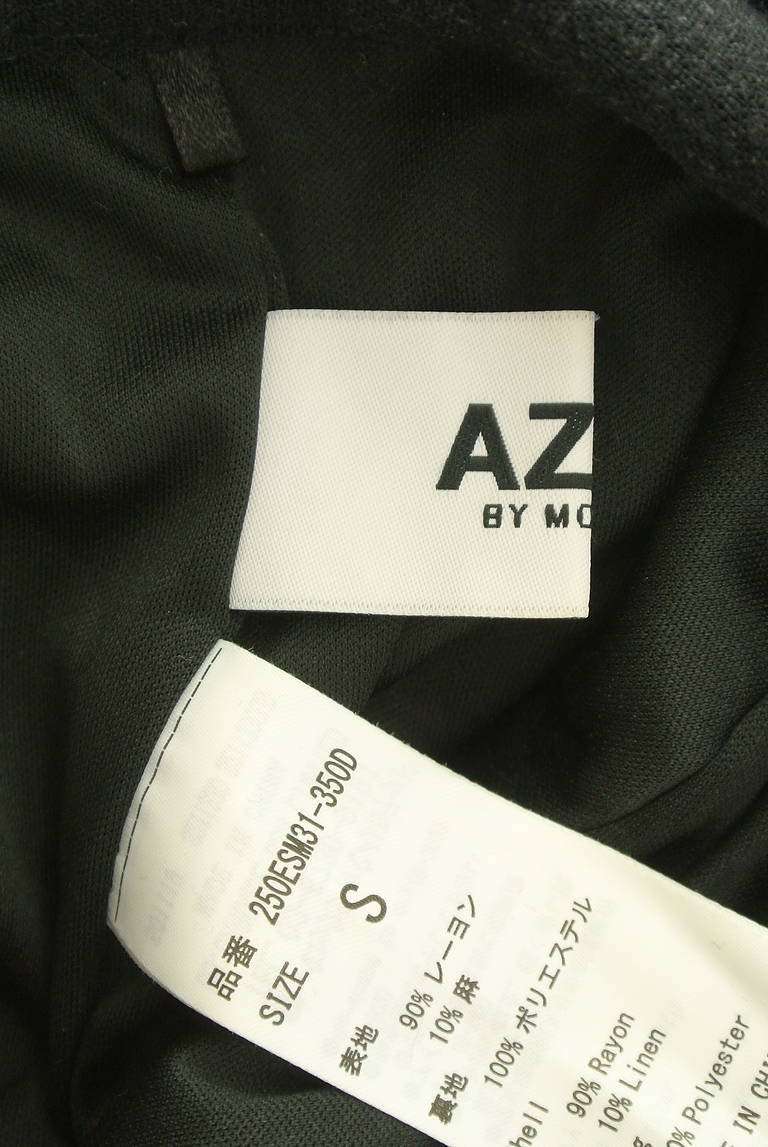 AZ
BY MO
品番 250ESM31-350D
SIZE S
表地 90% レーヨン
10% 麻
裏地 100% ポリエステル
hell 90% Rayon
10% Linen
g 0% Polyester
IN CHI